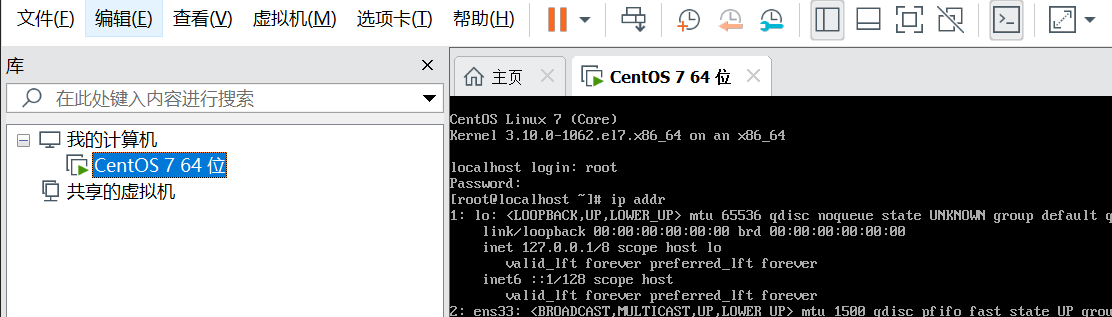 文件(F) 编辑(E) 查看(V) 虚拟机(M) 选项卡(T) 帮助(H)
库
在此处键入内容进行搜索
我的计算机
CentOS 7 64 位
共享的虚拟机
主页 CentOS 7 64 位
CentOS Linux 7 (Core)
Kernel 3.10.0-1062.el7.x86_64 on an x86_64
localhost login: root
Password:
[root@localhost ~]# ip addr
1: lo: <LOOPBACK,UP,LOWER_UP> mtu 65536 qdisc noqueue state UNKNOWN group default q
link/loopback 00:00:00:00:00:00 brd 00:00:00:00:00:00
inet 127.0.0.1/8 scope host lo
valid_lft forever preferred_lft forever
inet6 ::1/128 scope host
valid_lft forever preferred_lft forever
2: ens33: <BROADCAST,MULTICAST,UP,LOWER_UP> mtu 1500 qdisc pfifo_fast state UP grou